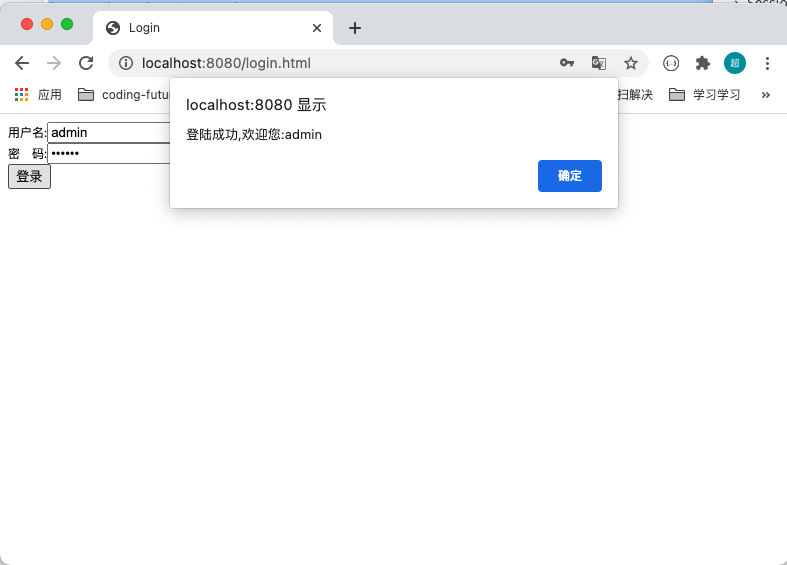 Login
localhost:8080/login.html
超
应用
coding-futu
扫解决
学习学习
localhost:8080 显示
登陆成功,欢迎您:admin
确定
用户名:admin
密 码:••••••
登录